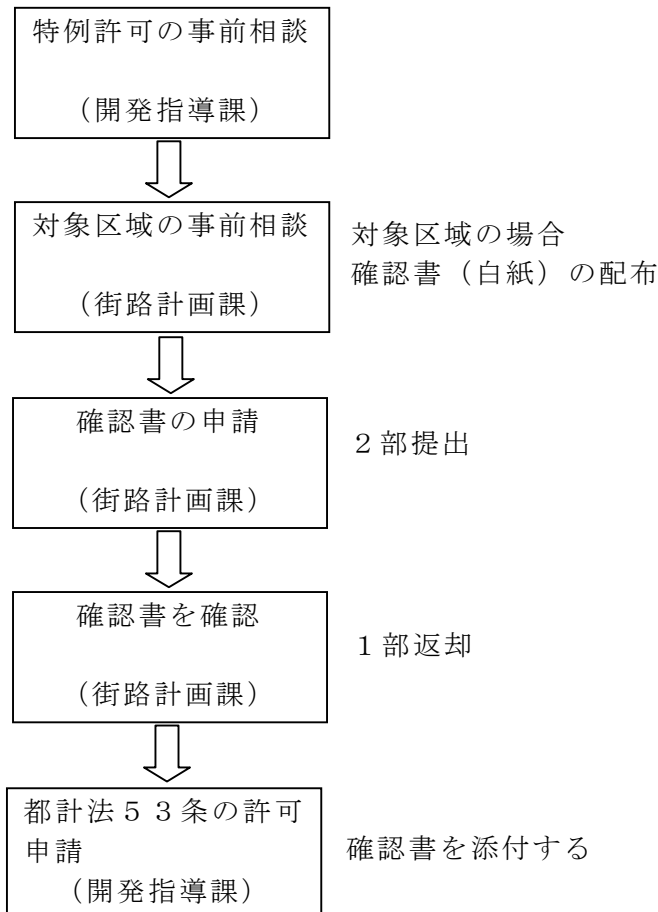 特例許可の事前相談
（開発指導課）
対象区域の事前相談
（街路計画課）
対象区域の場合
確認書（白紙）の配布
確認書の申請
（街路計画課）
２部提出
確認書を確認
（街路計画課）
１部返却
都計法５３条の許可
申請
（開発指導課）
確認書を添付する